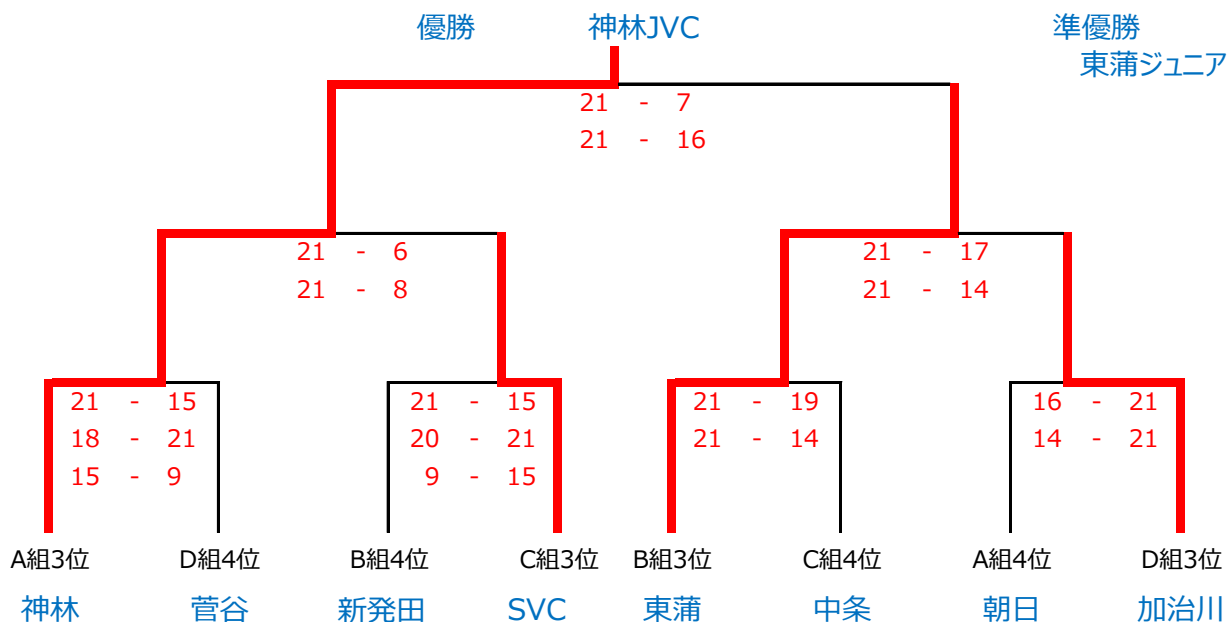 優勝 神林JVC 準優勝
東蒲ジュニア
21 - 7
21 - 16
21 - 6 21 - 17
21 - 8 21 - 14
21 - 15 21 - 15 21 - 19 16 - 21
18 - 21 20 - 21 21 - 14 14 - 21
15 - 9 9 - 15
A組3位 D組4位 B組4位 C組3位 B組3位 C組4位 A組4位 D組3位
神林 菅谷 新発田 SVC 東蒲 中条 朝日 加治川